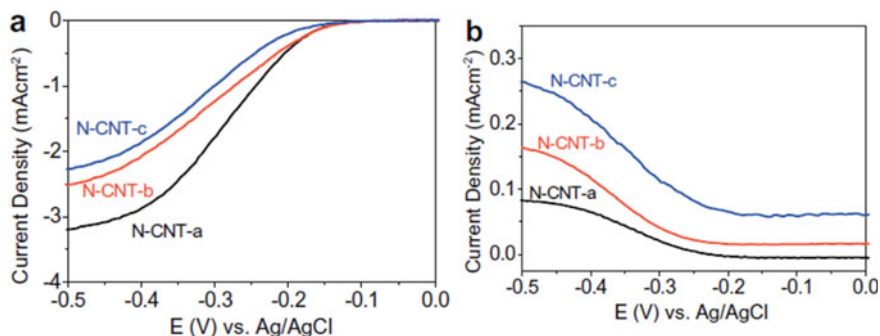 a
0
-1
-2
-3
-4
Current Density (mAcm⁻²)
N-CNT-c
N-CNT-b
N-CNT-a
-0.5 -0.4 -0.3 -0.2 -0.1 0.0
E (V) vs. Ag/AgCl
b
0.3
0.2
0.1
0.0
Current Density (mAcm⁻²)
N-CNT-c
N-CNT-b
N-CNT-a
-0.5 -0.4 -0.3 -0.2 -0.1 0.0
E (V) vs. Ag/AgCl